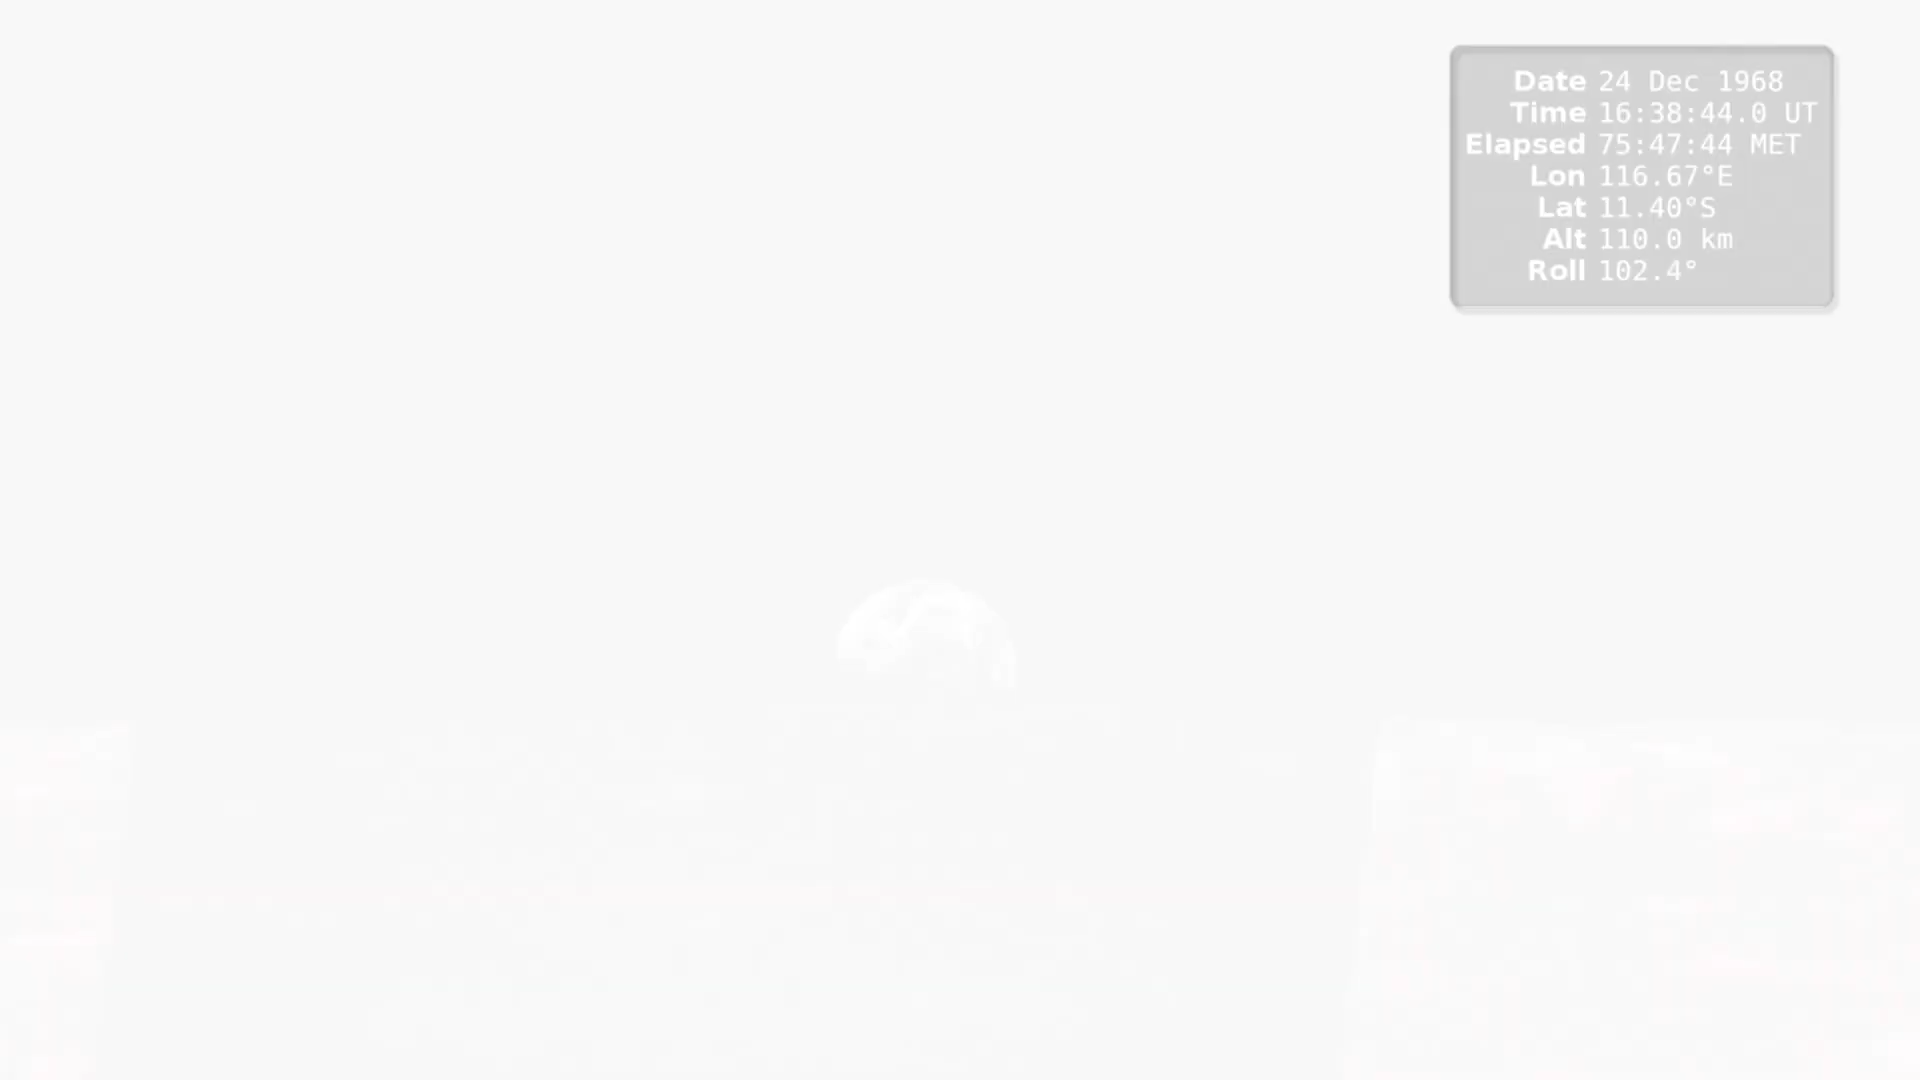 Date 24 Dec 1968
Time 16:38:44.0 UT
Elapsed 75:47:44 MET
Lon 116.67°E
Lat 11.40°S
Alt 110.0 km
Roll 102.4°